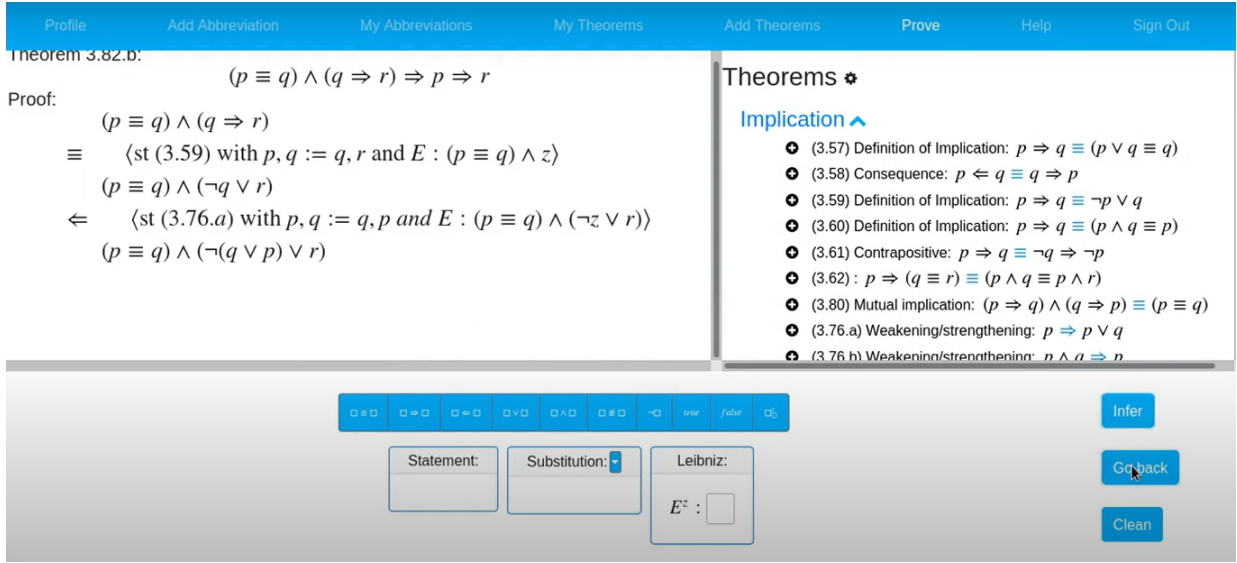 Profile Add Abbreviation My Abbreviations My Theorems Add Theorems Prove Help Sign Out
Theorem 3.82.b:
(p ≡ q) ∧ (q ⇒ r) ⇒ p ⇒ r
Proof:
(p ≡ q) ∧ (q ⇒ r)
≡ ⟨st (3.59) with p, q := q, r and E : (p ≡ q) ∧ z⟩
(p ≡ q) ∧ (¬q ∨ r)
⇐ ⟨st (3.76.a) with p, q := q, p and E : (p ≡ q) ∧ (¬z ∨ r)⟩
(p ≡ q) ∧ (¬(q ∨ p) ∨ r)
Theorems
Implication
(3.57) Definition of Implication: p ⇒ q ≡ (p ∨ q ≡ q)
(3.58) Consequence: p ⇐ q ≡ q ⇒ p
(3.59) Definition of Implication: p ⇒ q ≡ ¬p ∨ q
(3.60) Definition of Implication: p ⇒ q ≡ (p ∧ q ≡ p)
(3.61) Contrapositive: p ⇒ q ≡ ¬q ⇒ ¬p
(3.62) : p ⇒ (q ≡ r) ≡ (p ∧ q ≡ p ∧ r)
(3.80) Mutual implication: (p ⇒ q) ∧ (q ⇒ p) ≡ (p ≡ q)
(3.76.a) Weakening/strengthening: p ⇒ p ∨ q
(3.76.b) Weakening/strengthening: p ∧ q ⇒ p
□ ≡ □ □ ⇒ □ □ ⇐ □ □ ∨ □ □ ∧ □ □ ≢ □ ¬□ true false
Statement: Substitution: Leibniz:
E^z :
Infer
Go back
Clean